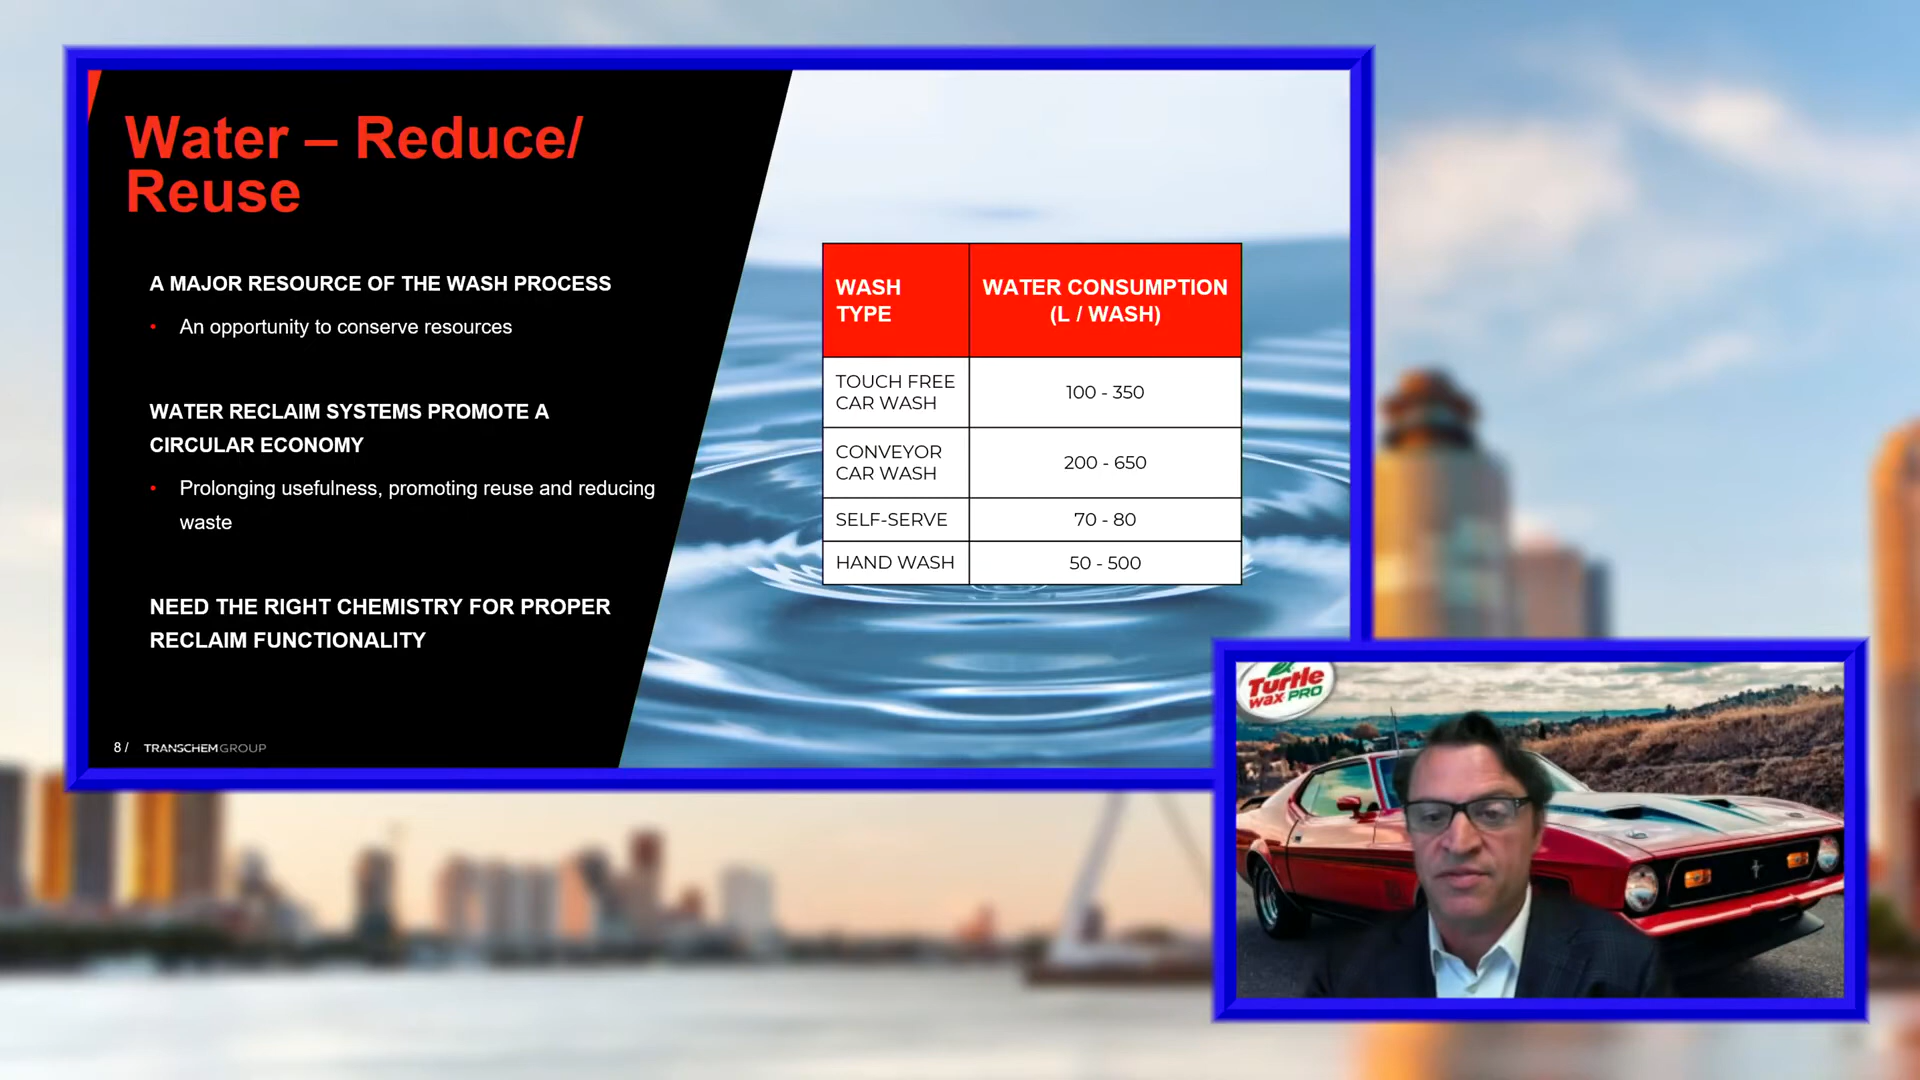 Water – Reduce/
Reuse
A MAJOR RESOURCE OF THE WASH PROCESS
• An opportunity to conserve resources
WATER RECLAIM SYSTEMS PROMOTE A
CIRCULAR ECONOMY
• Prolonging usefulness, promoting reuse and reducing
waste
NEED THE RIGHT CHEMISTRY FOR PROPER
RECLAIM FUNCTIONALITY
8 / TRANSCHEMGROUP
WASH
TYPE
WATER CONSUMPTION
(L / WASH)
TOUCH FREE
CAR WASH
100 - 350
CONVEYOR
CAR WASH
200 - 650
SELF-SERVE
70 - 80
HAND WASH
50 - 500
Turtle
wax PRO